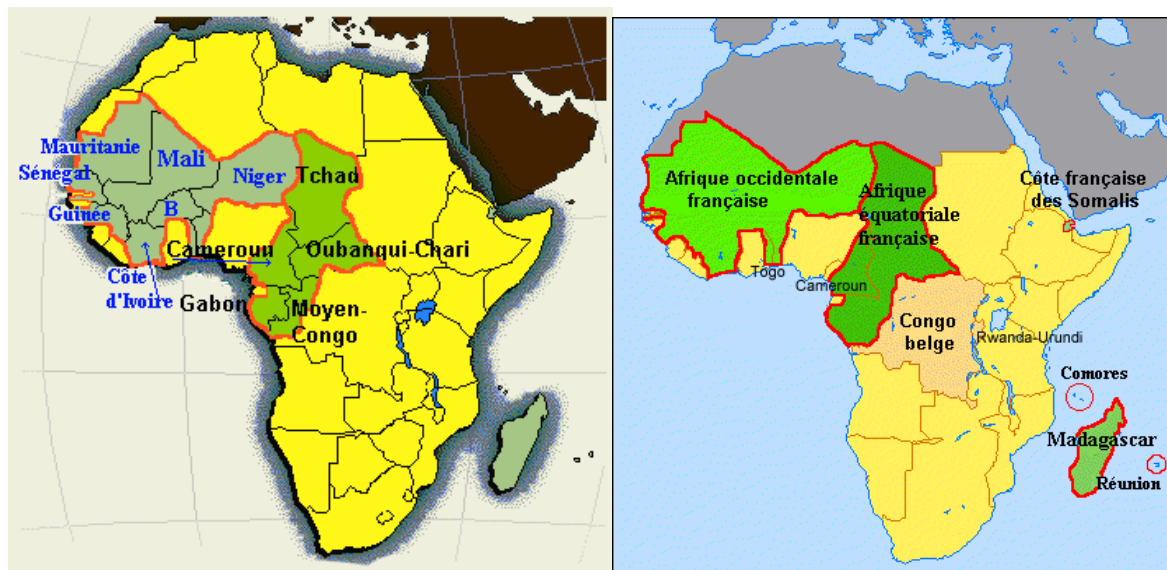 Mauritanie
Sénégal
Mali
Niger
Tchad
Guinée
B
Cameroun
Oubanqui-Chari
Côte
d'Ivoire
Gabon
Moyen-
Congo
Afrique occidentale
française
Afrique
équatoriale
française
Côte française
des Somalis
Togo
Cameroun
Congo
belge
Rwanda-Urundi
Comores
Madagascar
Réunion